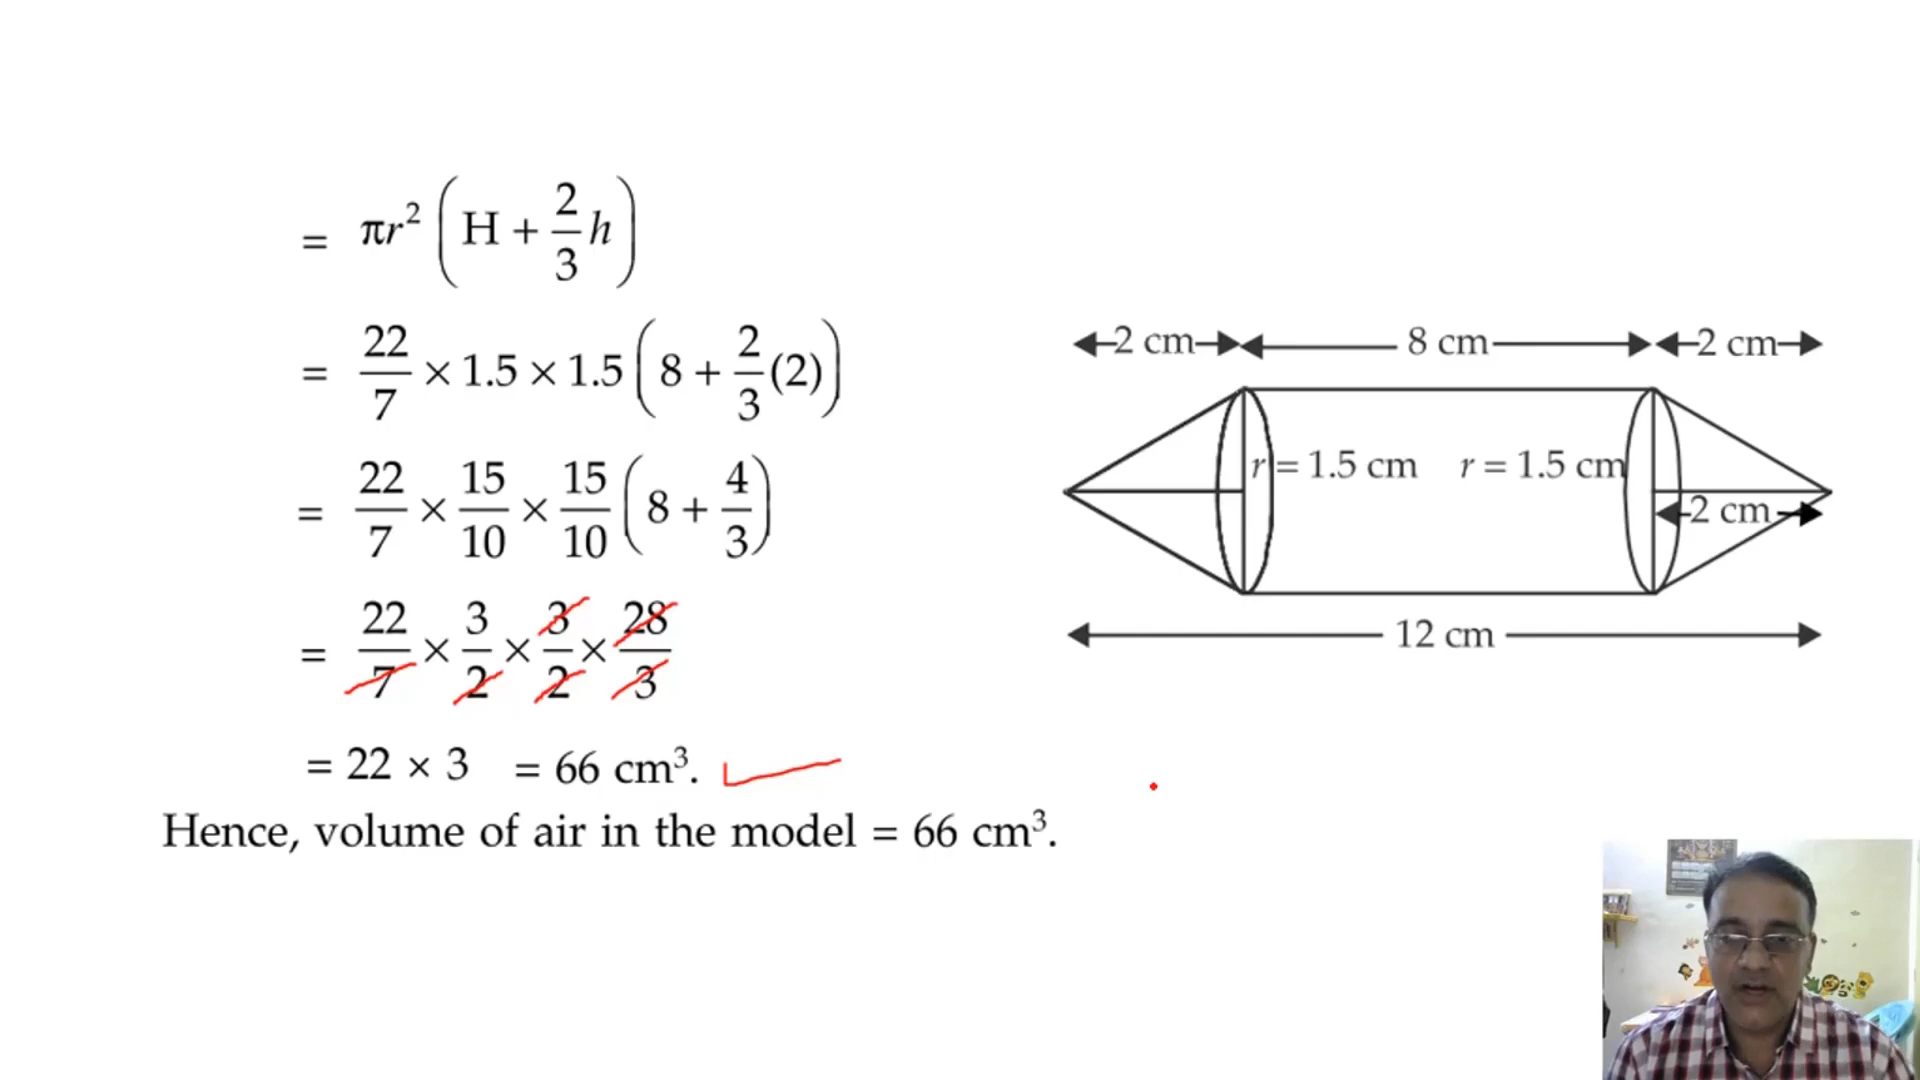 = πr² (H + 2/3 h)
= 22/7 × 1.5 × 1.5 (8 + 2/3 (2))
= 22/7 × 15/10 × 15/10 (8 + 4/3)
= 22/7 × 3/2 × 3/2 × 28/3
= 22 × 3 = 66 cm³.
Hence, volume of air in the model = 66 cm³.
2 cm 8 cm 2 cm
r = 1.5 cm r = 1.5 cm
2 cm
12 cm